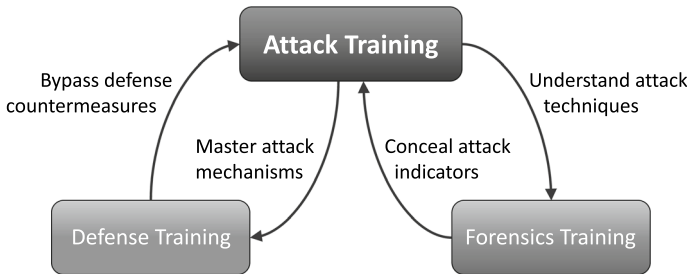 Attack Training
Bypass defense
countermeasures
Understand attack
techniques
Master attack
mechanisms
Conceal attack
indicators
Defense Training
Forensics Training